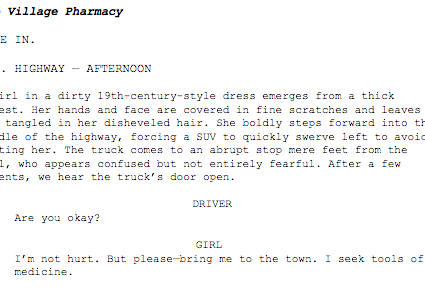 Village Pharmacy
E IN.
. HIGHWAY — AFTERNOON
irl in a dirty 19th-century-style dress emerges from a thick
est. Her hands and face are covered in fine scratches and leaves
tangled in her disheveled hair. She boldly steps forward into th
dle of the highway, forcing a SUV to quickly swerve left to avoid
ting her. The truck comes to an abrupt stop mere feet from the
l, who appears confused but not entirely fearful. After a few
ents, we hear the truck's door open.
DRIVER
Are you okay?
GIRL
I'm not hurt. But please—bring me to the town. I seek tools of
medicine.